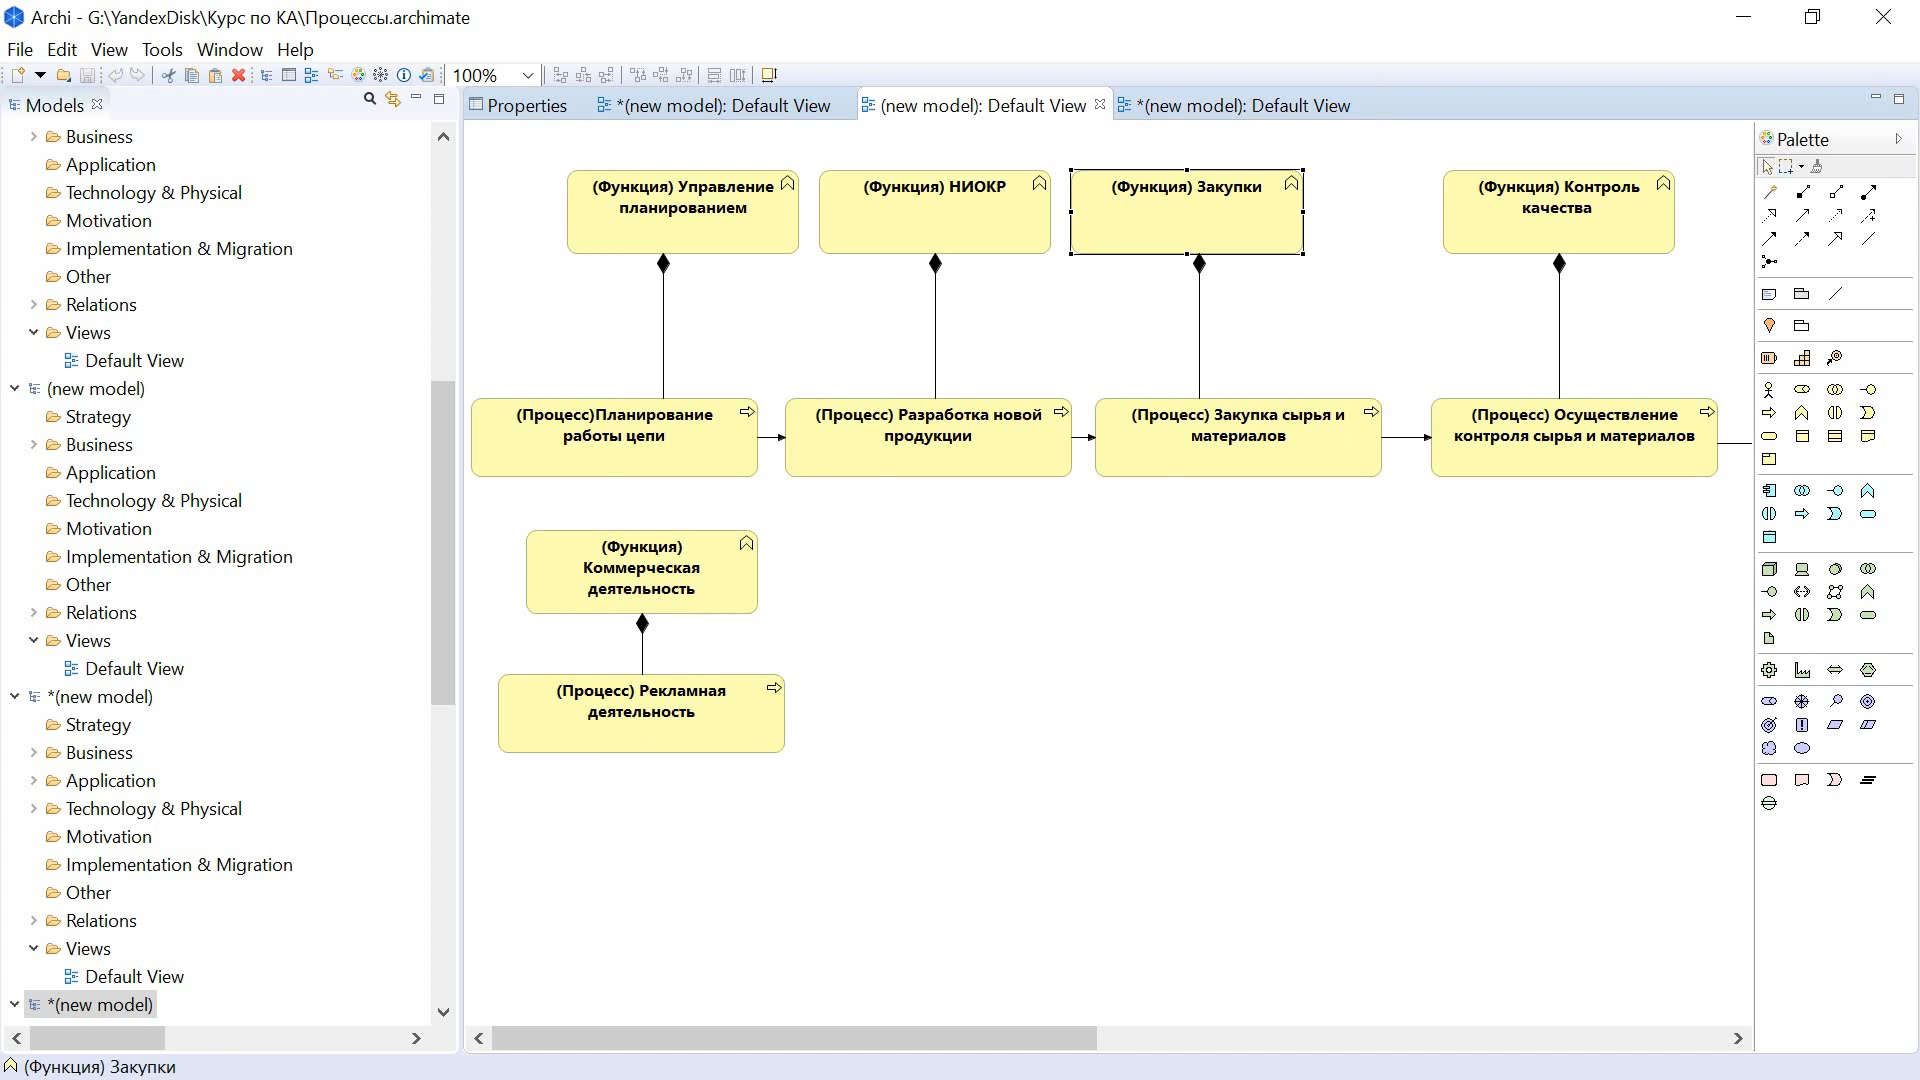 Archi - G:\YandexDisk\Курс по КА\Процессы.archimate
File Edit View Tools Window Help
100%
Models
Properties
*(new model): Default View
(new model): Default View
*(new model): Default View
Business
Application
Technology & Physical
Motivation
Implementation & Migration
Other
Relations
Views
Default View
(new model)
Strategy
Business
Application
Technology & Physical
Motivation
Implementation & Migration
Other
Relations
Views
Default View
*(new model)
Strategy
Business
Application
Technology & Physical
Motivation
Implementation & Migration
Other
Relations
Views
Default View
*(new model)
(Функция) Управление
планированием
(Функция) НИОКР
(Функция) Закупки
(Функция) Контроль
качества
(Процесс)Планирование
работы цепи
(Процесс) Разработка новой
продукции
(Процесс) Закупка сырья и
материалов
(Процесс) Осуществление
контроля сырья и материалов
(Функция)
Коммерческая
деятельность
(Процесс) Рекламная
деятельность
Palette
(Функция) Закупки